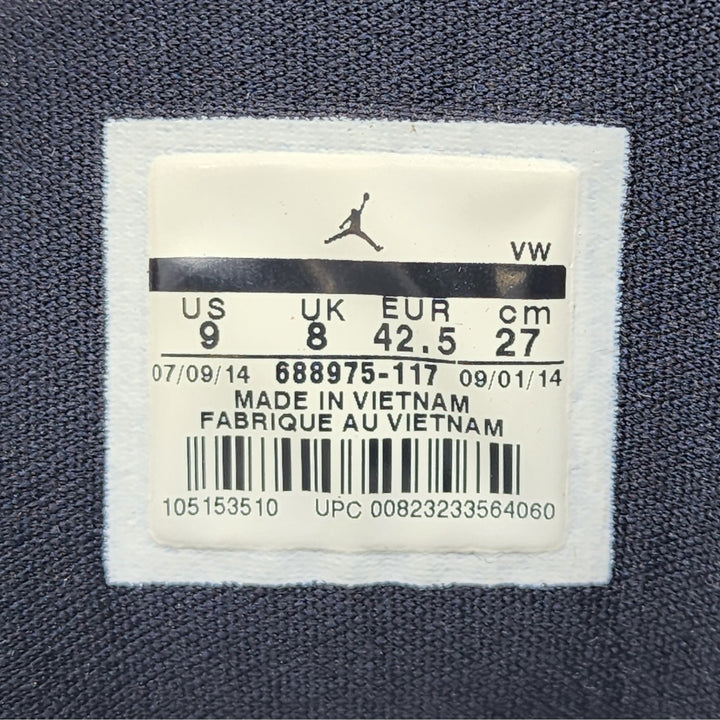 VW
US UK EUR cm
9 8 42.5 27
07/09/14 688975-117 09/01/14
MADE IN VIETNAM
FABRIQUE AU VIETNAM
105153510 UPC 00823233564060